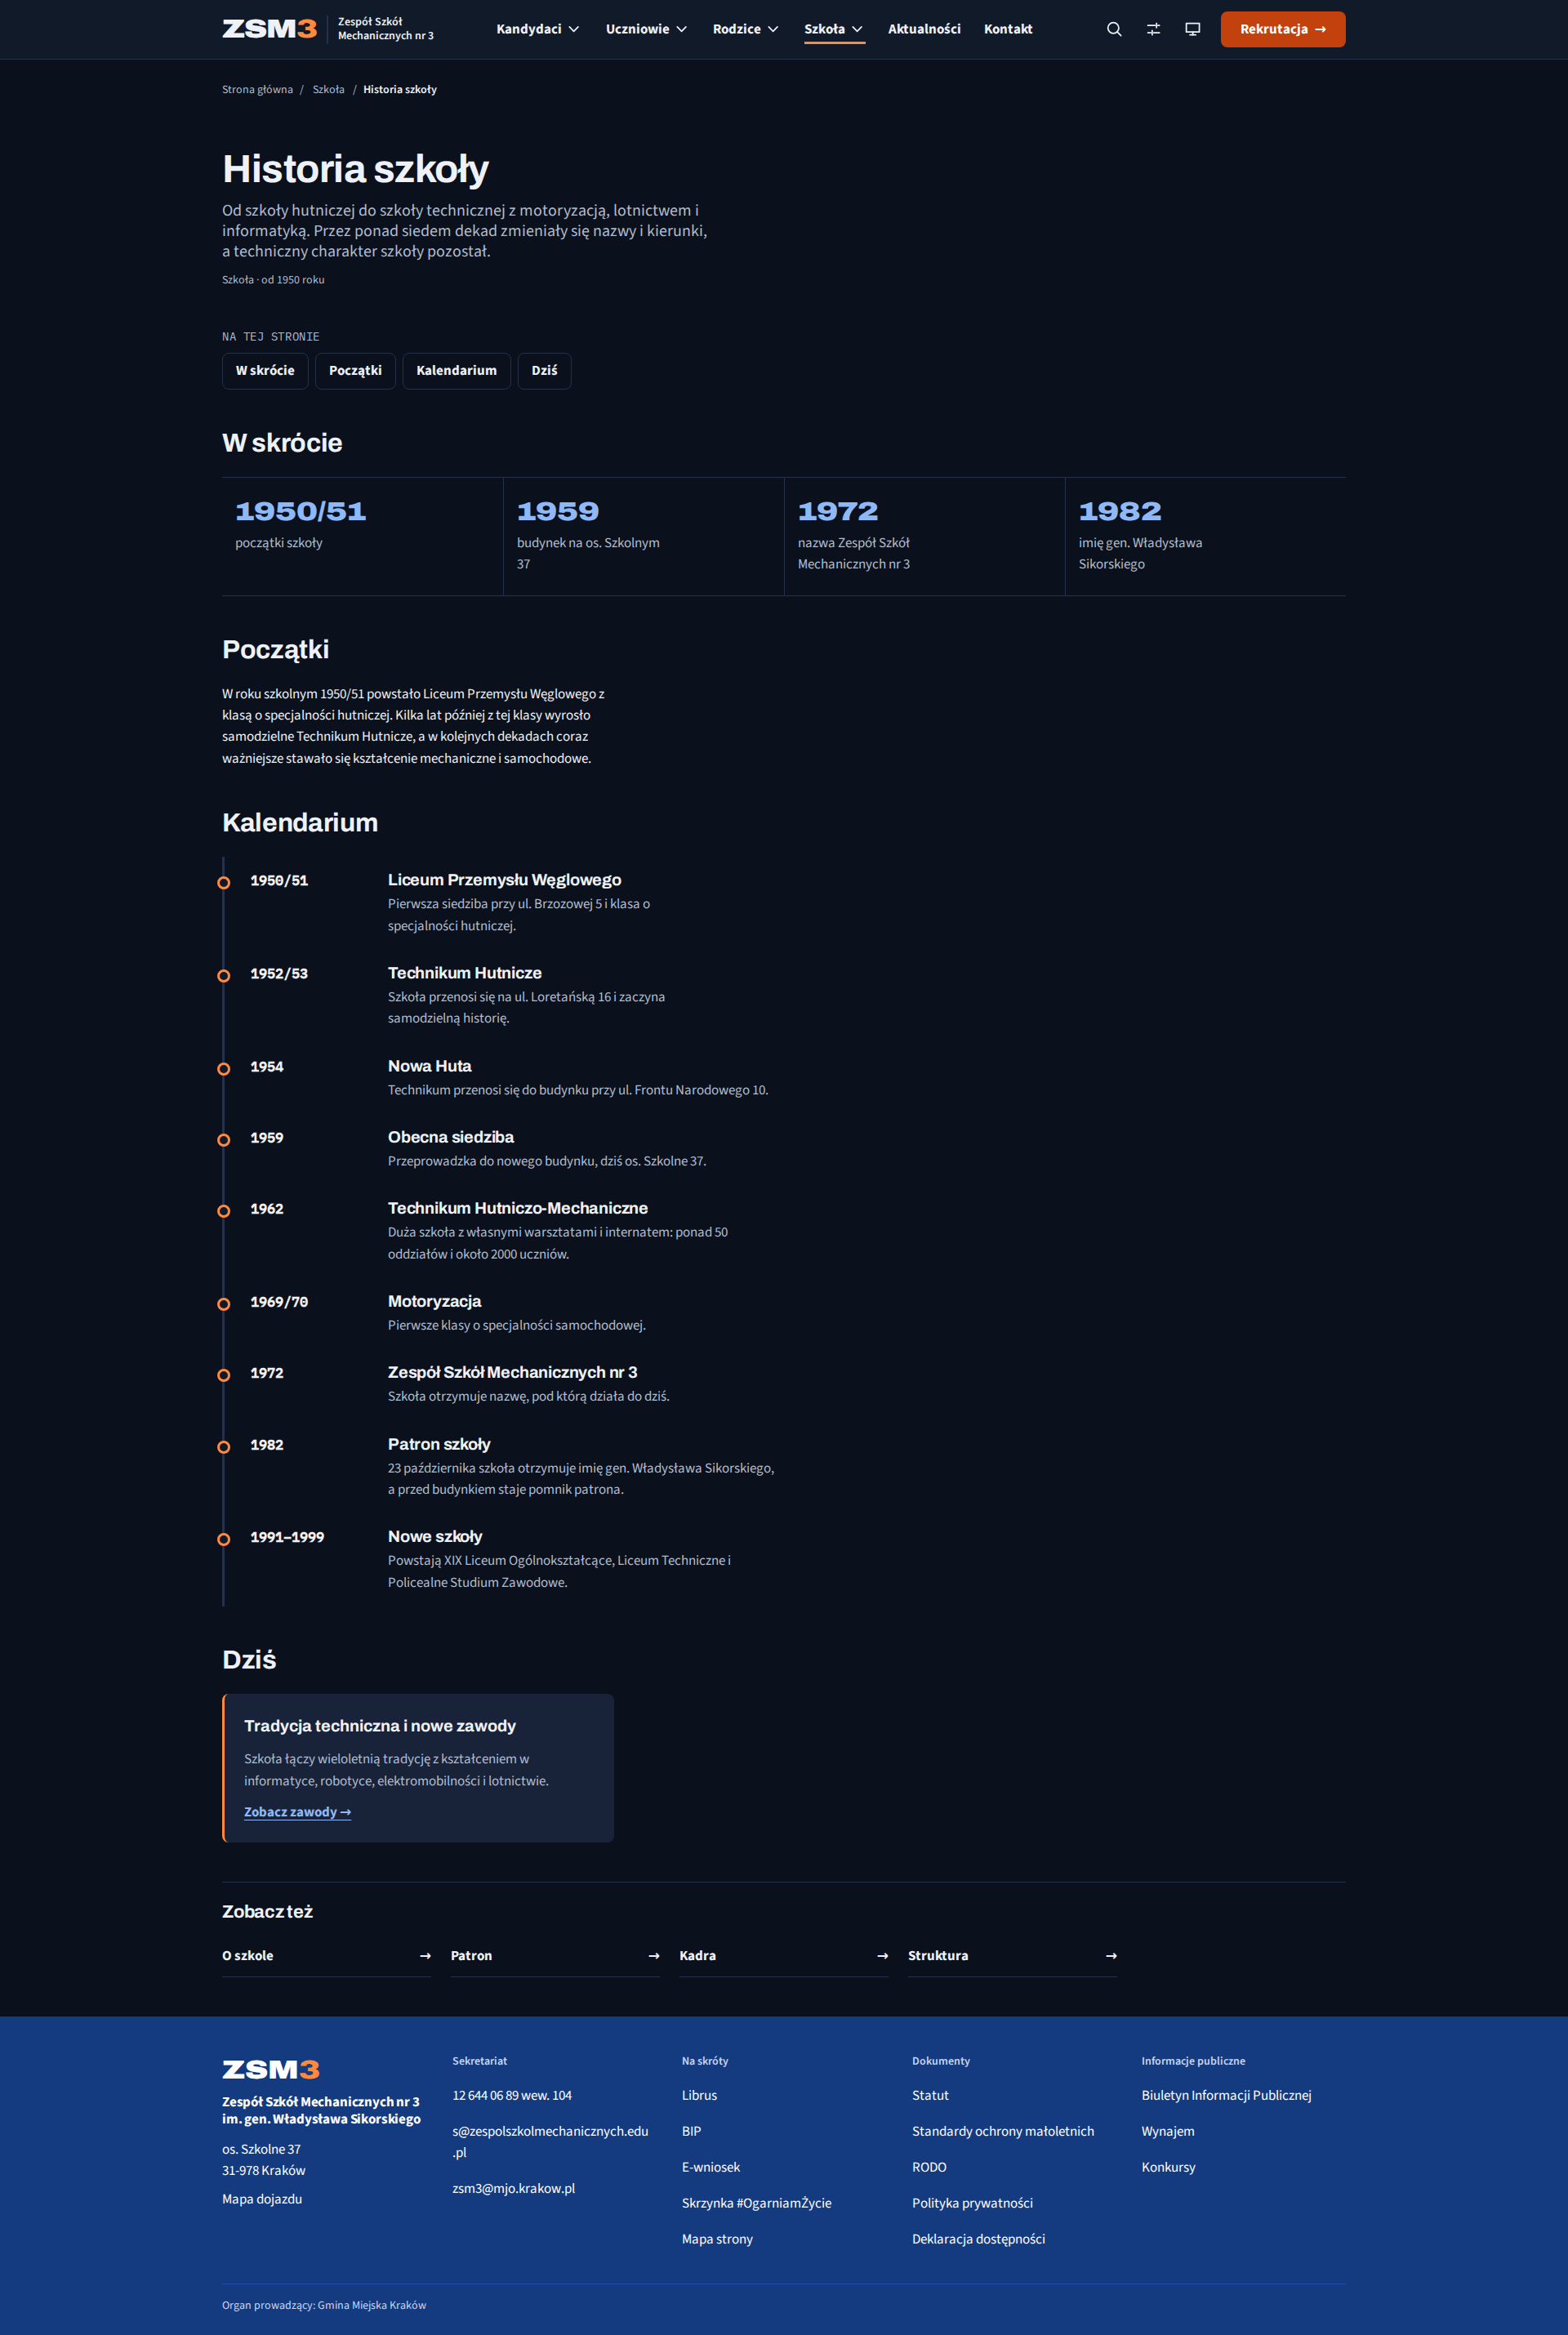 ZSM3
Zespół Szkół
Mechanicznych nr 3
Kandydaci
Uczniowie
Rodzice
Szkoła
Aktualności
Kontakt
Rekrutacja →
Strona główna / Szkoła / Historia szkoły
Historia szkoły
Od szkoły hutniczej do szkoły technicznej z motoryzacją, lotnictwem i
informatyką. Przez ponad siedem dekad zmieniały się nazwy i kierunki,
a techniczny charakter szkoły pozostał.
Szkoła · od 1950 roku
NA TEJ STRONIE
W skrócie
Początki
Kalendarium
Dziś
W skrócie
1950/51
początki szkoły
1959
budynek na os. Szkolnym
37
1972
nazwa Zespół Szkół
Mechanicznych nr 3
1982
imię gen. Władysława
Sikorskiego
Początki
W roku szkolnym 1950/51 powstało Liceum Przemysłu Węglowego z
klasą o specjalności hutniczej. Kilka lat później z tej klasy wyrosło
samodzielne Technikum Hutnicze, a w kolejnych dekadach coraz
ważniejsze stawało się kształcenie mechaniczne i samochodowe.
Kalendarium
1950/51
Liceum Przemysłu Węglowego
Pierwsza siedziba przy ul. Brzozowej 5 i klasa o
specjalności hutniczej.
1952/53
Technikum Hutnicze
Szkoła przenosi się na ul. Loretańską 16 i zaczyna
samodzielną historię.
1954
Nowa Huta
Technikum przenosi się do budynku przy ul. Frontu Narodowego 10.
1959
Obecna siedziba
Przeprowadzka do nowego budynku, dziś os. Szkolne 37.
1962
Technikum Hutniczo-Mechaniczne
Duża szkoła z własnymi warsztatami i internatem: ponad 50
oddziałów i około 2000 uczniów.
1969/70
Motoryzacja
Pierwsze klasy o specjalności samochodowej.
1972
Zespół Szkół Mechanicznych nr 3
Szkoła otrzymuje nazwę, pod którą działa do dziś.
1982
Patron szkoły
23 października szkoła otrzymuje imię gen. Władysława Sikorskiego,
a przed budynkiem staje pomnik patrona.
1991–1999
Nowe szkoły
Powstają XIX Liceum Ogólnokształcące, Liceum Techniczne i
Policealne Studium Zawodowe.
Dziś
Tradycja techniczna i nowe zawody
Szkoła łączy wieloletnią tradycję z kształceniem w
informatyce, robotyce, elektromobilności i lotnictwie.
Zobacz zawody →
Zobacz też
O szkole →
Patron →
Kadra →
Struktura →
ZSM3
Zespół Szkół Mechanicznych nr 3
im. gen. Władysława Sikorskiego
os. Szkolne 37
31-978 Kraków
Mapa dojazdu
Sekretariat
12 644 06 89 wew. 104
s@zespolszkolmechanicznych.edu
.pl
zsm3@mjo.krakow.pl
Na skróty
Librus
BIP
E-wniosek
Skrzynka #OgarniamŻycie
Mapa strony
Dokumenty
Statut
Standardy ochrony małoletnich
RODO
Polityka prywatności
Deklaracja dostępności
Informacje publiczne
Biuletyn Informacji Publicznej
Wynajem
Konkursy
Organ prowadzący: Gmina Miejska Kraków